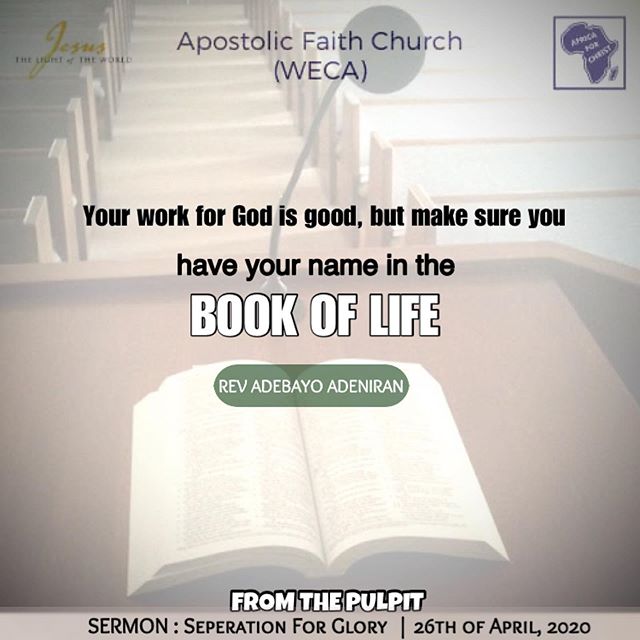 Jesus
THE LIGHT of THE WORLD
Apostolic Faith Church
(WECA)
AFRICA
FOR
CHRIST
Your work for God is good, but make sure you
have your name in the
BOOK OF LIFE
REV ADEBAYO ADENIRAN
FROM THE PULPIT
SERMON : SEPERATION FOR GLORY | 26TH OF APRIL, 2020